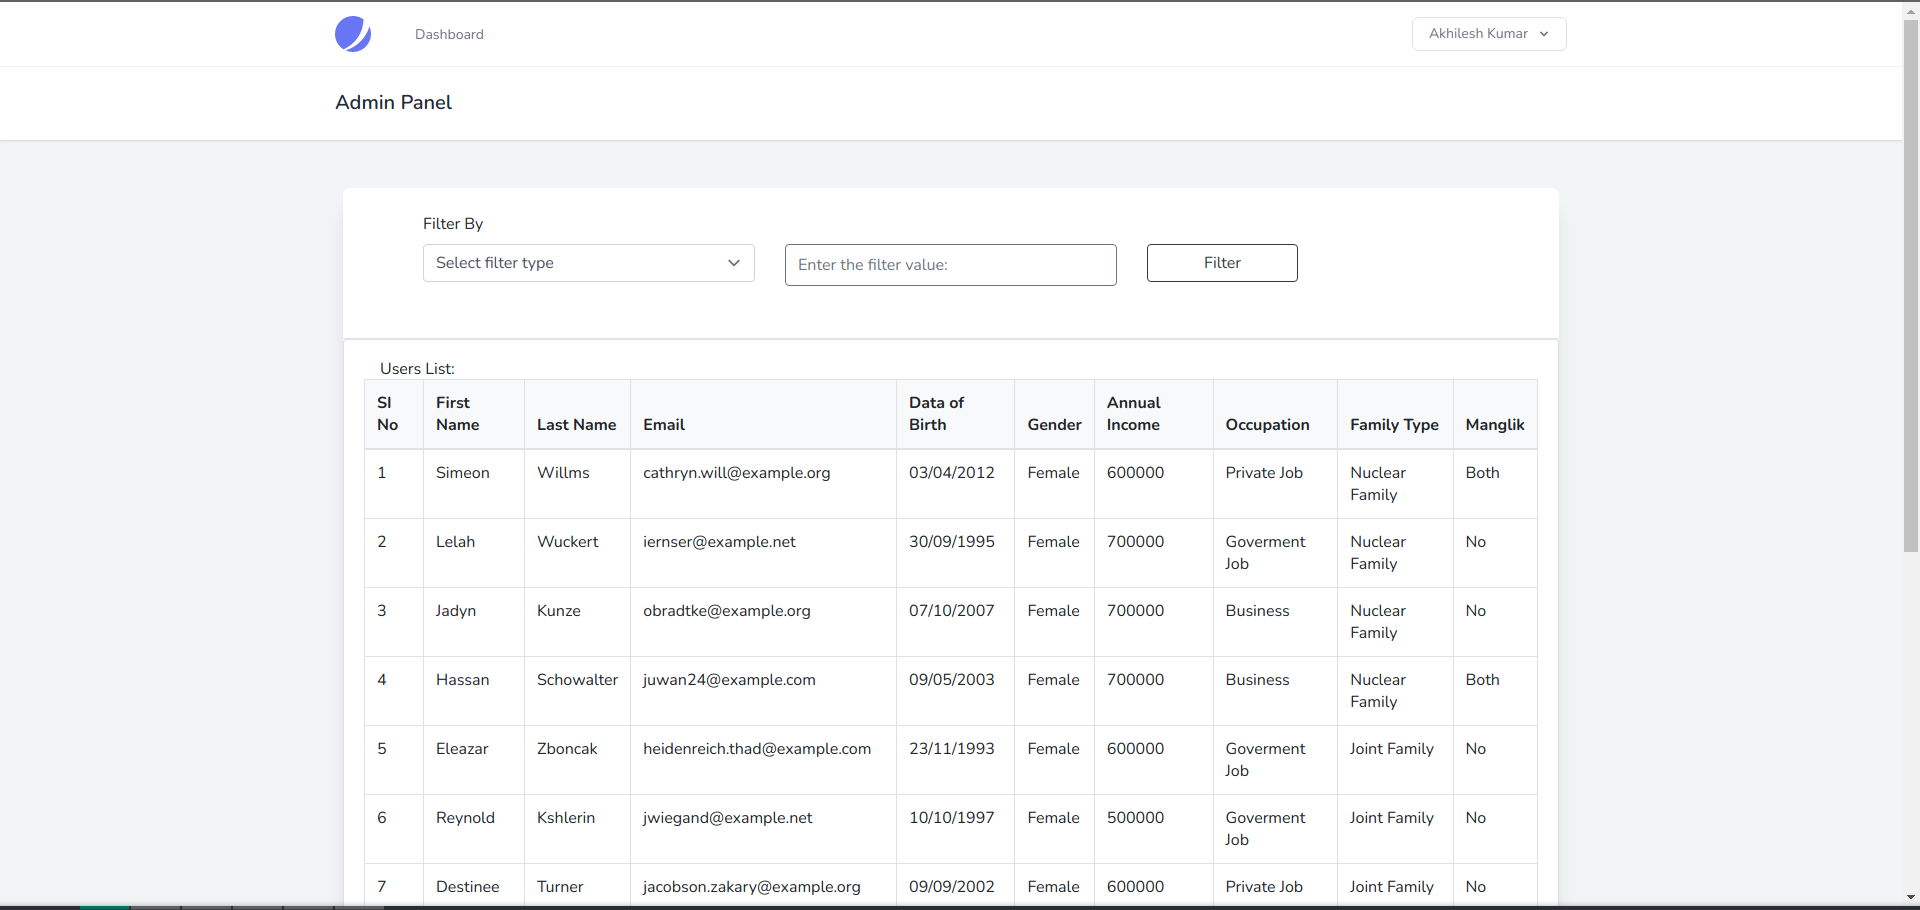 Dashboard
Akhilesh Kumar
Admin Panel
Filter By
Select filter type
Enter the filter value:
Filter
Users List:
Sl No First Name Last Name Email Data of Birth Gender Annual Income Occupation Family Type Manglik
1 Simeon Willms cathryn.will@example.org 03/04/2012 Female 600000 Private Job Nuclear Family Both
2 Lelah Wuckert iernser@example.net 30/09/1995 Female 700000 Goverment Job Nuclear Family No
3 Jadyn Kunze obradtke@example.org 07/10/2007 Female 700000 Business Nuclear Family No
4 Hassan Schowalter juwan24@example.com 09/05/2003 Female 700000 Business Nuclear Family Both
5 Eleazar Zboncak heidenreich.thad@example.com 23/11/1993 Female 600000 Goverment Job Joint Family No
6 Reynold Kshlerin jwiegand@example.net 10/10/1997 Female 500000 Goverment Job Joint Family No
7 Destinee Turner jacobson.zakary@example.org 09/09/2002 Female 600000 Private Job Joint Family No